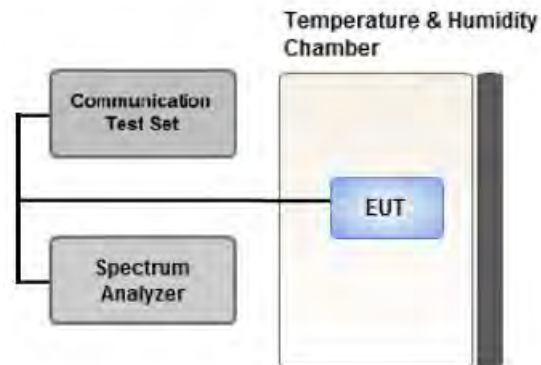 Temperature & Humidity
Chamber
Communication
Test Set
EUT
Spectrum
Analyzer